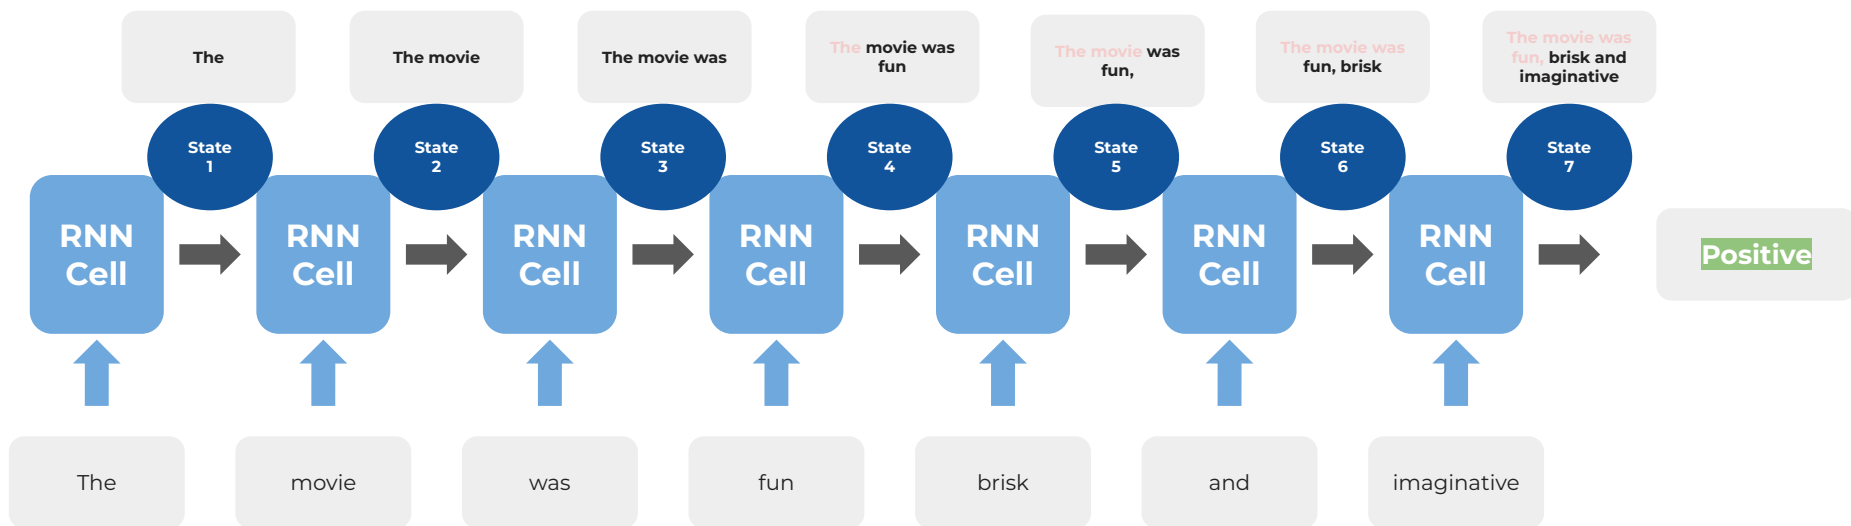 The
The movie
The movie was
The movie was
fun
The movie was
fun,
The movie was
fun, brisk
The movie was
fun, brisk and
imaginative
State
1
State
2
State
3
State
4
State
5
State
6
State
7
RNN
Cell
RNN
Cell
RNN
Cell
RNN
Cell
RNN
Cell
RNN
Cell
RNN
Cell
Positive
The
movie
was
fun
brisk
and
imaginative